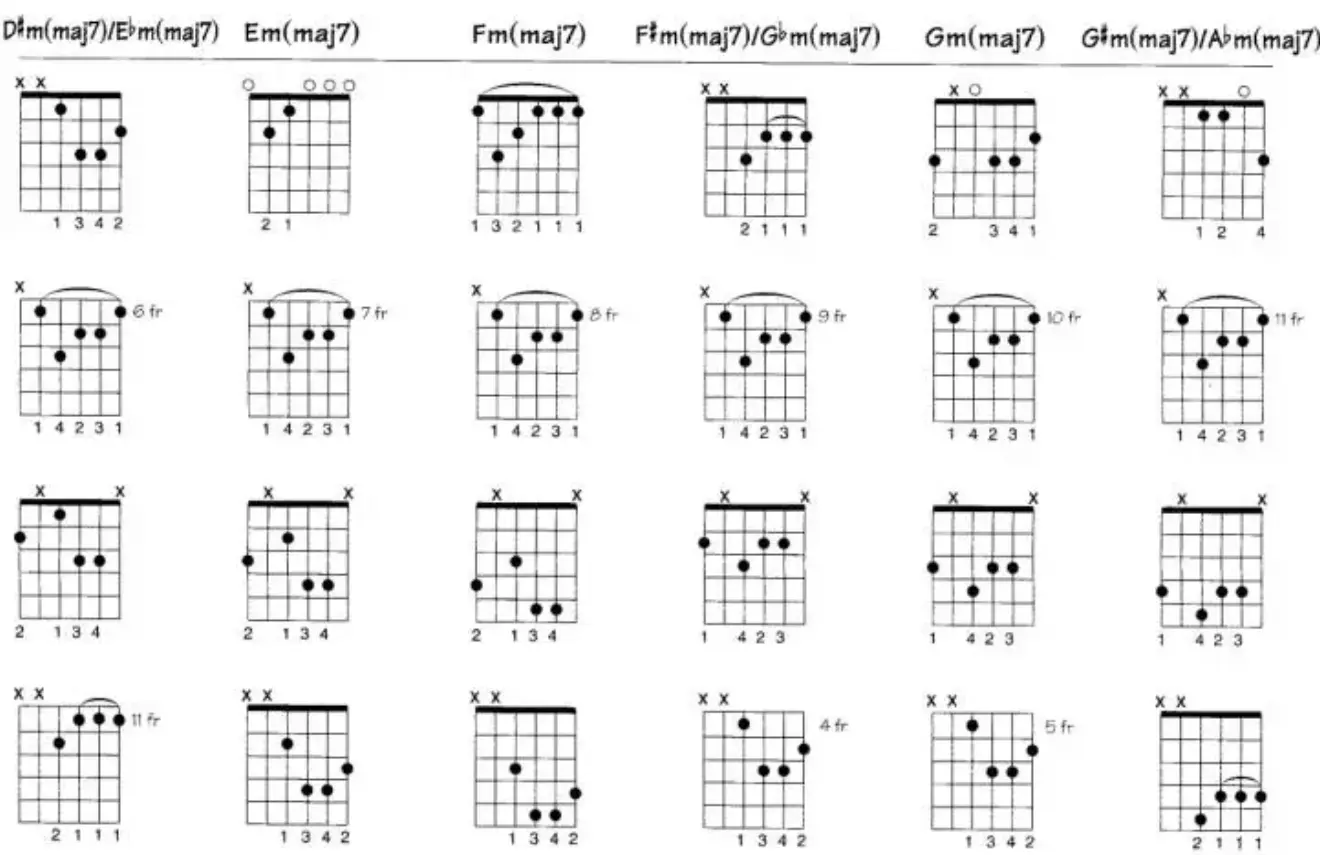 D♯m(maj7)/E♭m(maj7) Em(maj7) Fm(maj7) F♯m(maj7)/G♭m(maj7) Gm(maj7) G♯m(maj7)/A♭m(maj7)
x x
x x
x
x x
1 3 4 2
2 1
1 3 2 1 1 1
2 1 1 1
2 3 4 1
1 2 4
x 6 fr
x 7 fr
x 8 fr
x 9 fr
x 10 fr
x 11 fr
1 4 2 3 1
1 4 2 3 1
1 4 2 3 1
1 4 2 3 1
1 4 2 3 1
1 4 2 3 1
x x
x x
x x
x x
x x
x x
2 1 3 4
2 1 3 4
2 1 3 4
1 4 2 3
1 4 2 3
1 4 2 3
x x 11 fr
x x
x x
x x 4 fr
x x 5 fr
x x
2 1 1 1
1 3 4 2
1 3 4 2
1 3 4 2
1 3 4 2
2 1 1 1